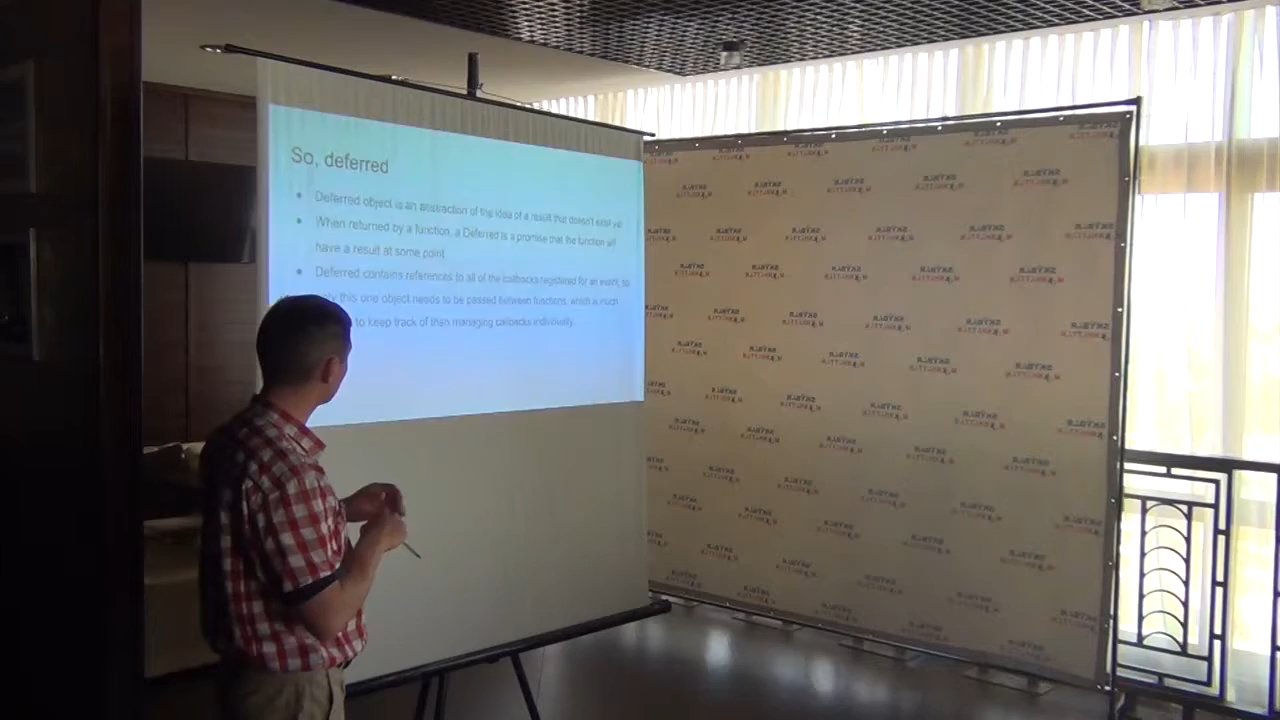 So, deferred
• Deferred object is an abstraction of the idea of a result that doesn't exist yet
• When returned by a function, a Deferred is a promise that the function will
have a result at some point
• Deferred contains references to all of the callbacks registered for an event, so
this one object needs to be passed between functions, which is much
to keep track of than managing callbacks individually.